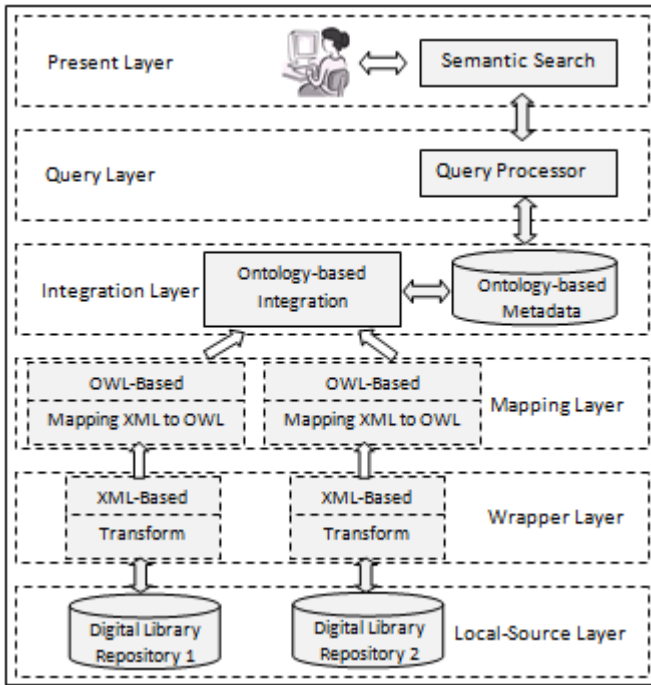 Present Layer
Semantic Search
Query Layer
Query Processor
Integration Layer
Ontology-based
Integration
Ontology-based
Metadata
OWL-Based
Mapping XML to OWL
OWL-Based
Mapping XML to OWL
Mapping Layer
XML-Based
Transform
XML-Based
Transform
Wrapper Layer
Digital Library
Repository 1
Digital Library
Repository 2
Local-Source Layer